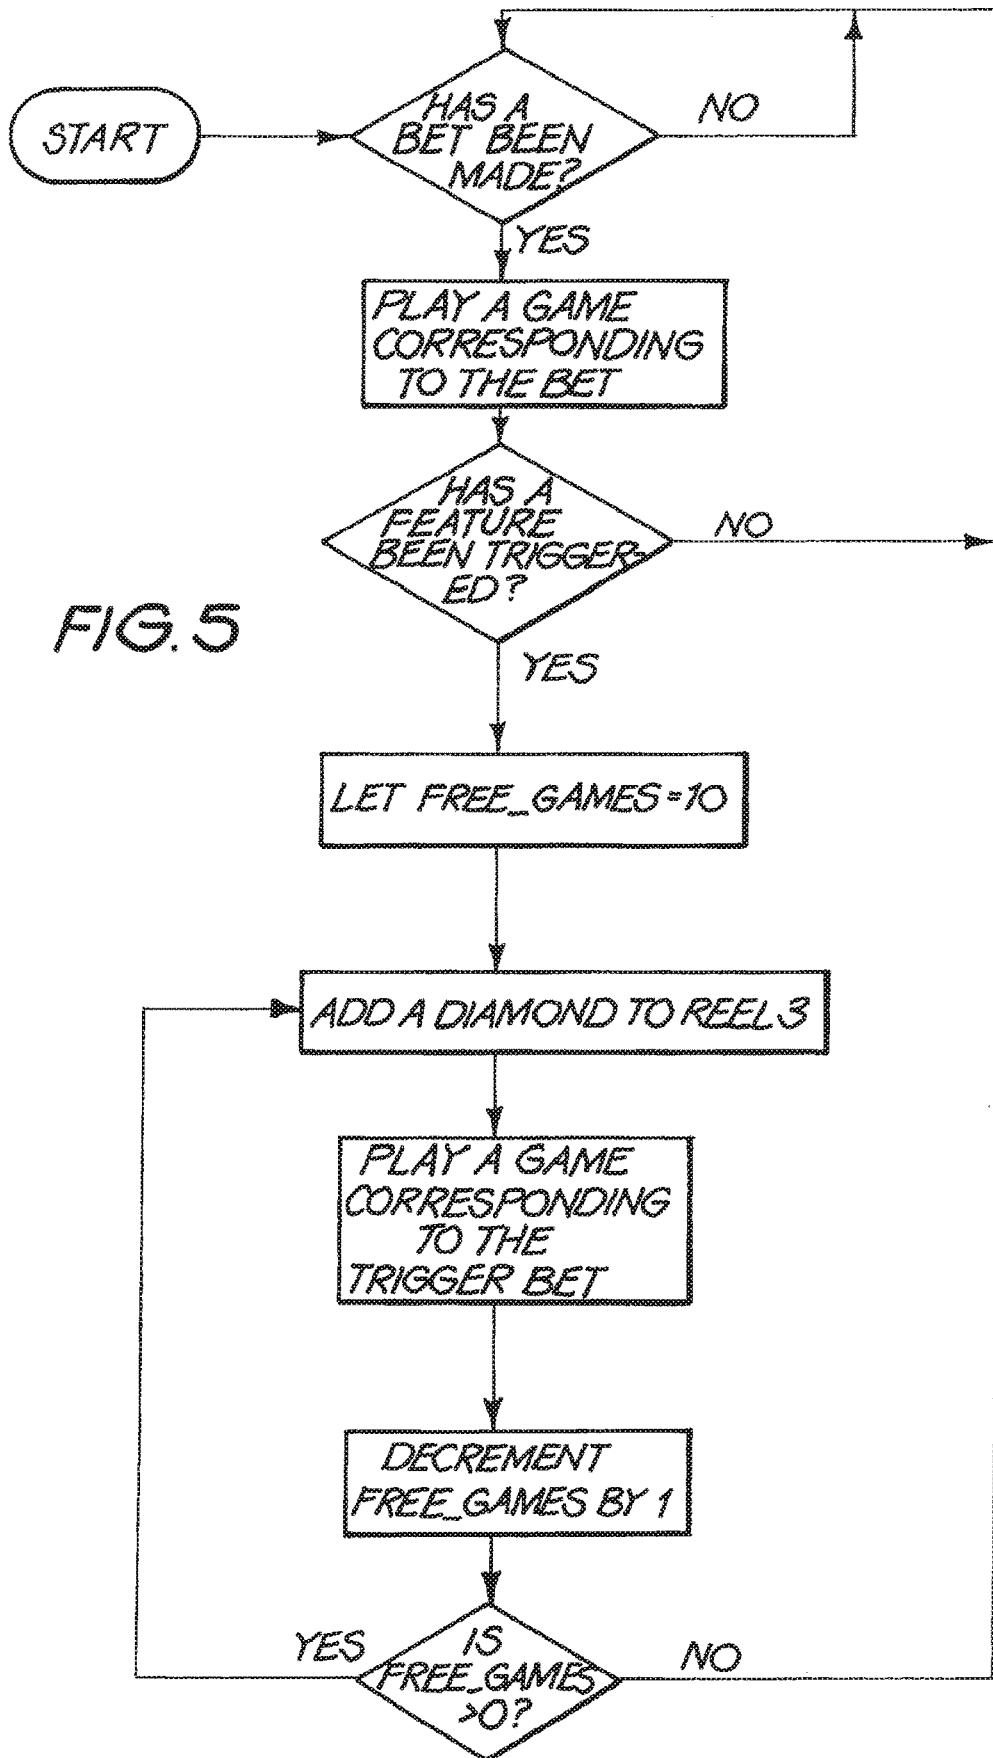 HAS A
BET BEEN
MADE?
START
NO
YES
PLAY A GAME
CORRESPONDING
TO THE BET
HAS A
FEATURE
BEEN TRIGGER-
ED?
NO
FIG. 5
YES
LET FREE_GAMES = 10
ADD A DIAMOND TO REEL 3
PLAY A GAME
CORRESPONDING
TO THE
TRIGGER BET
DECREMENT
FREE_GAMES BY 1
YES
IS
FREE_GAMES
>0?
NO